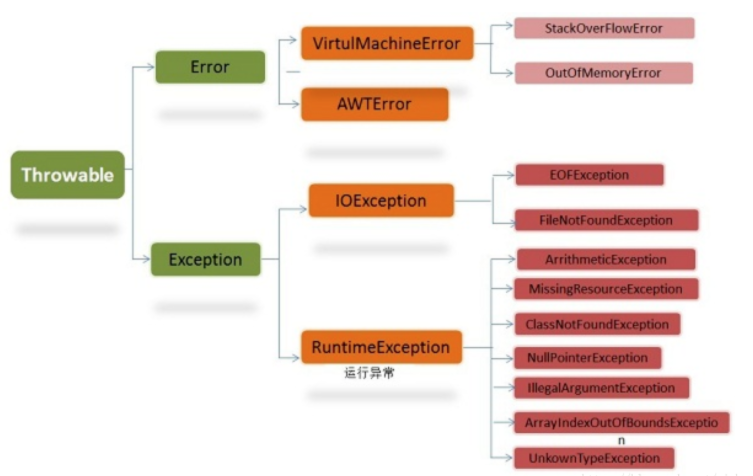 Throwable
Error
Exception
VirtulMachineError
AWTError
IOException
RuntimeException
运行异常
StackOverFlowError
OutOfMemoryError
EOFException
FileNotFoundException
ArrithmeticException
MissingResourceException
ClassNotFoundException
NullPointerException
IllegalArgumentException
ArrayIndexOutOfBoundsExceptio
n
UnkownTypeException